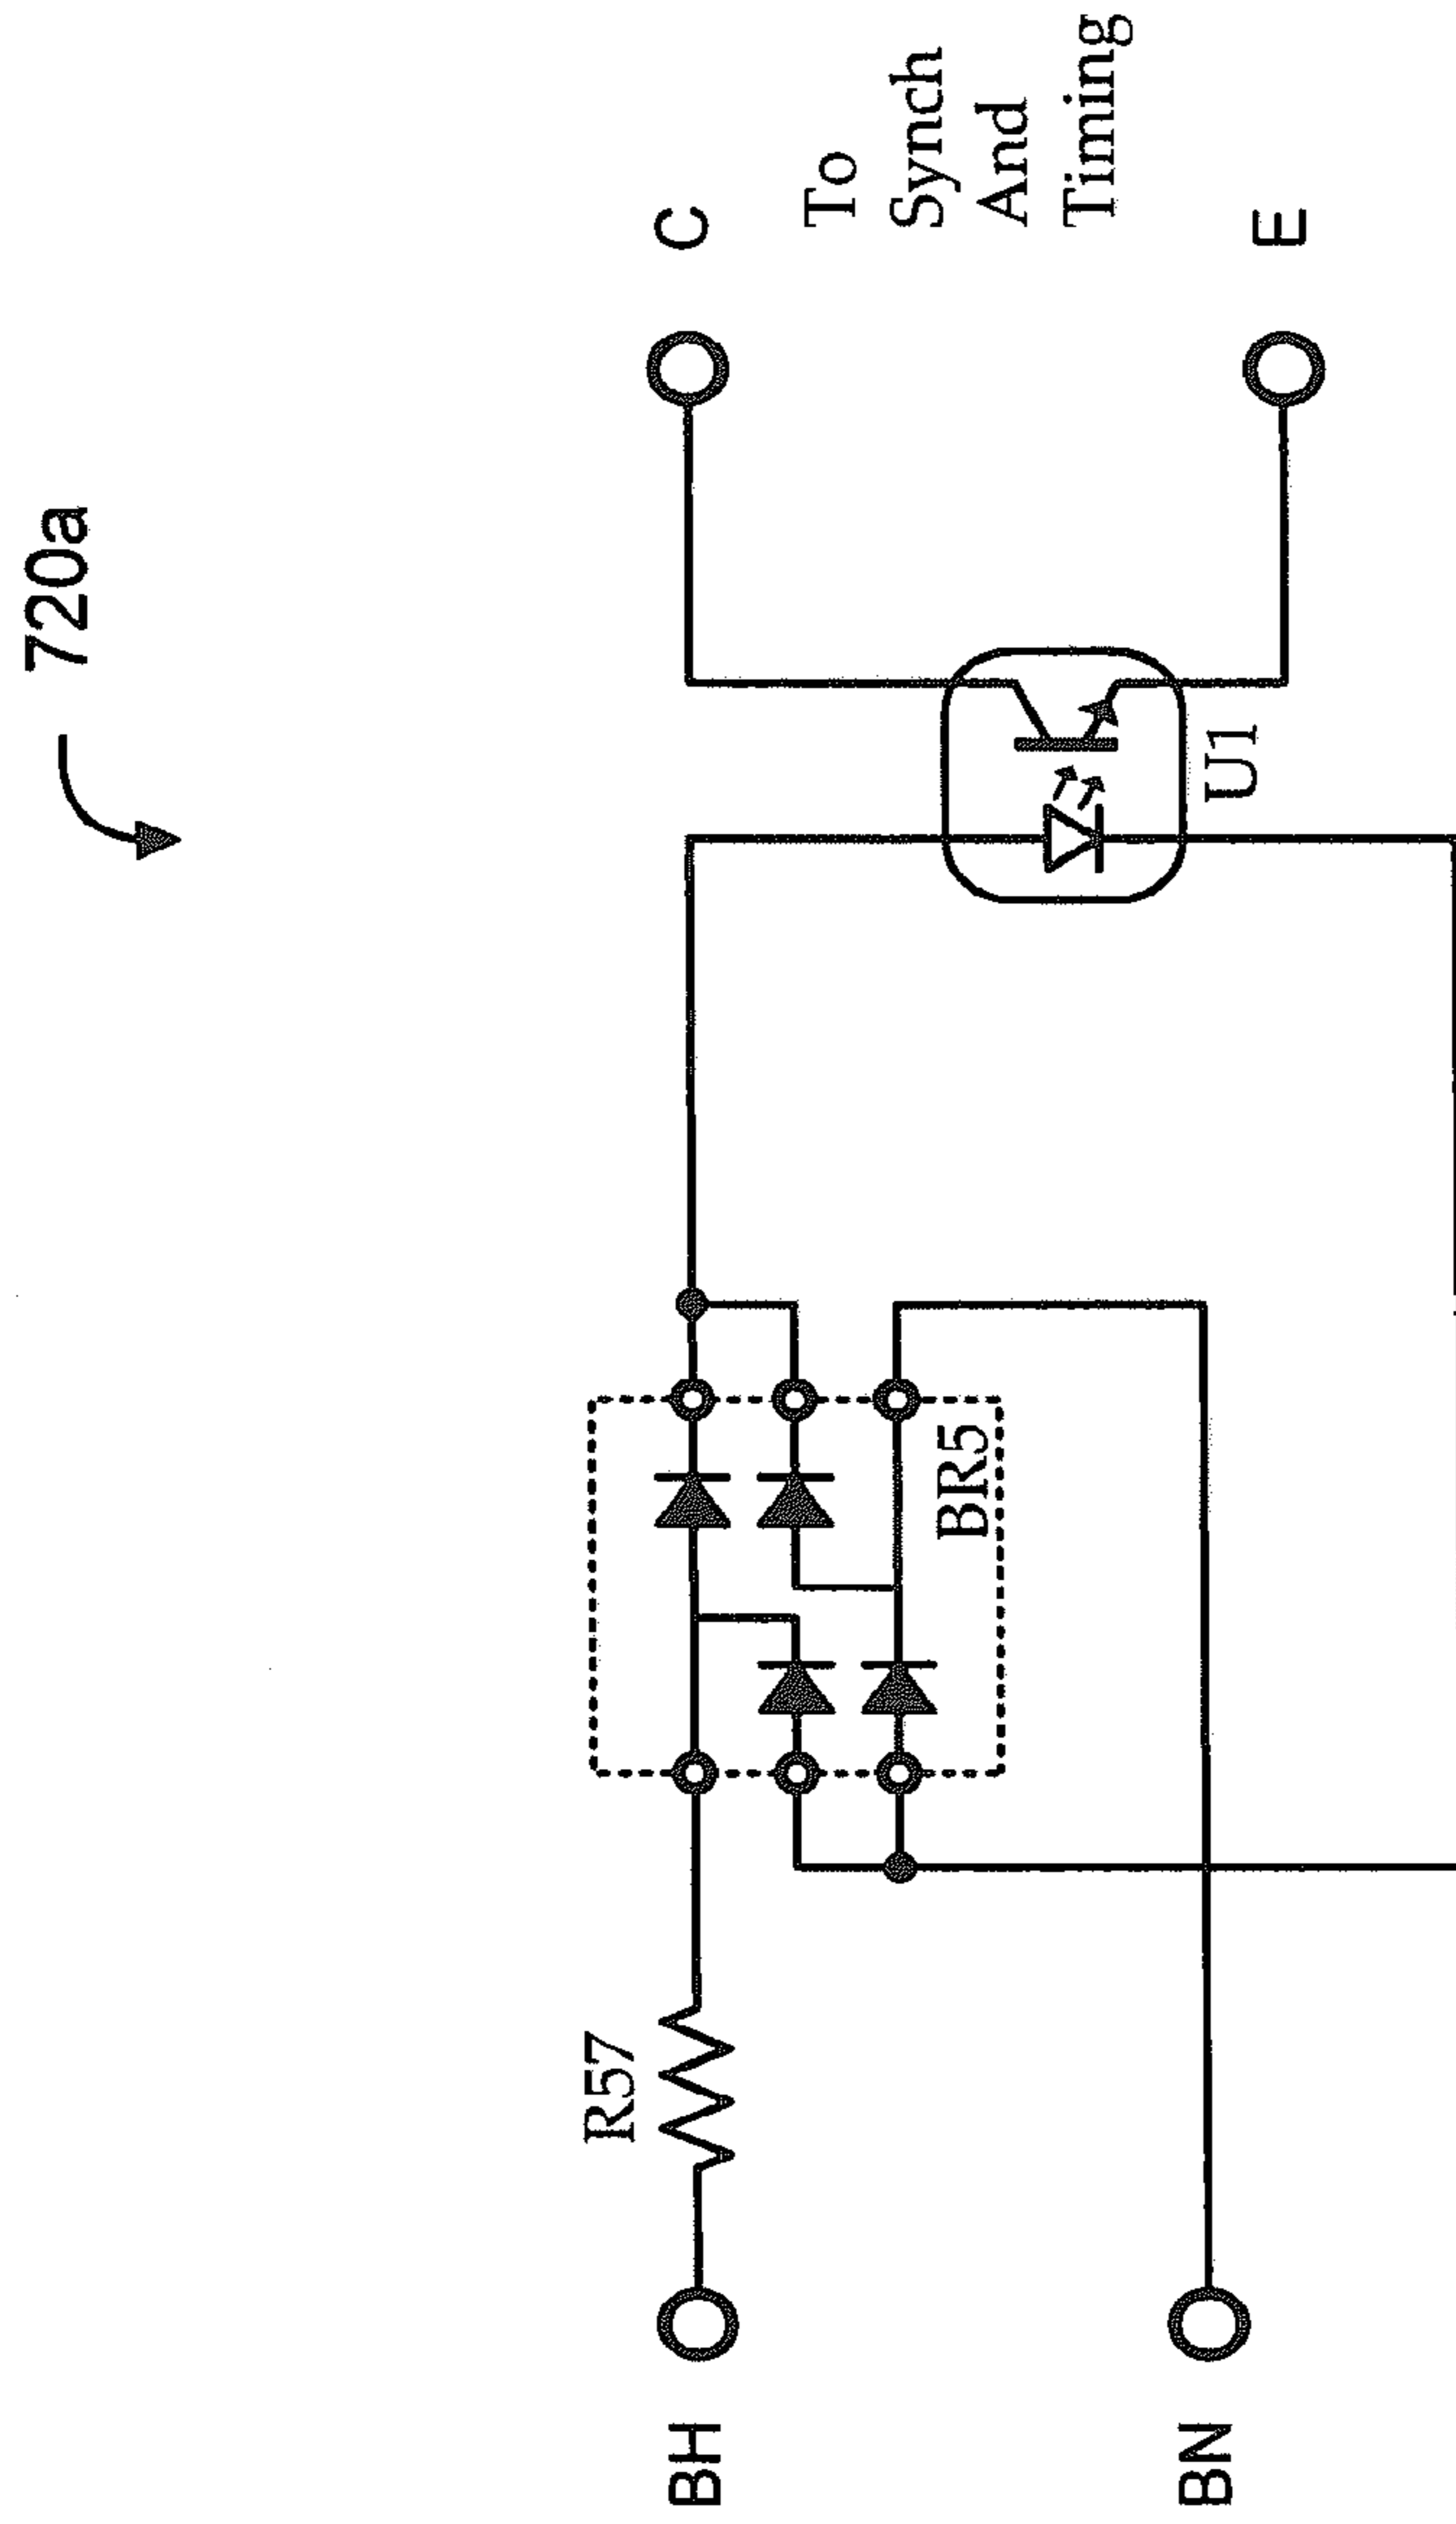 720a
BH
R57
BR5
BN
U1
C
To
Synch
And
Timing
E